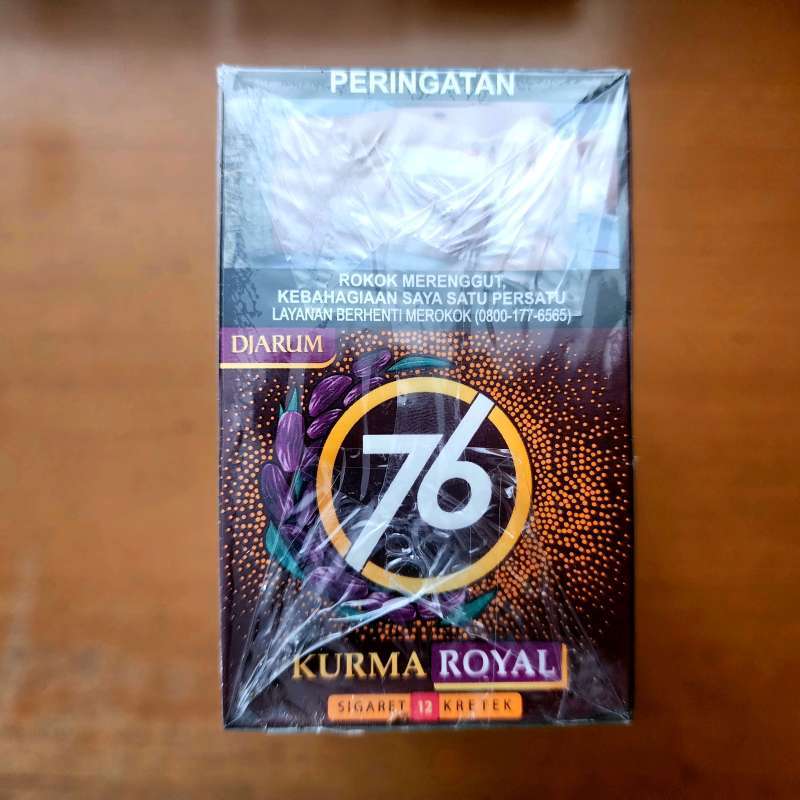 PERINGATAN
ROKOK MERENGGUT,
KEBAHAGIAAN SAYA SATU PERSATU
LAYANAN BERHENTI MEROKOK (0800-177-6565)
DJARUM
76
KURMA ROYAL
SIGARET 12 KRETEK